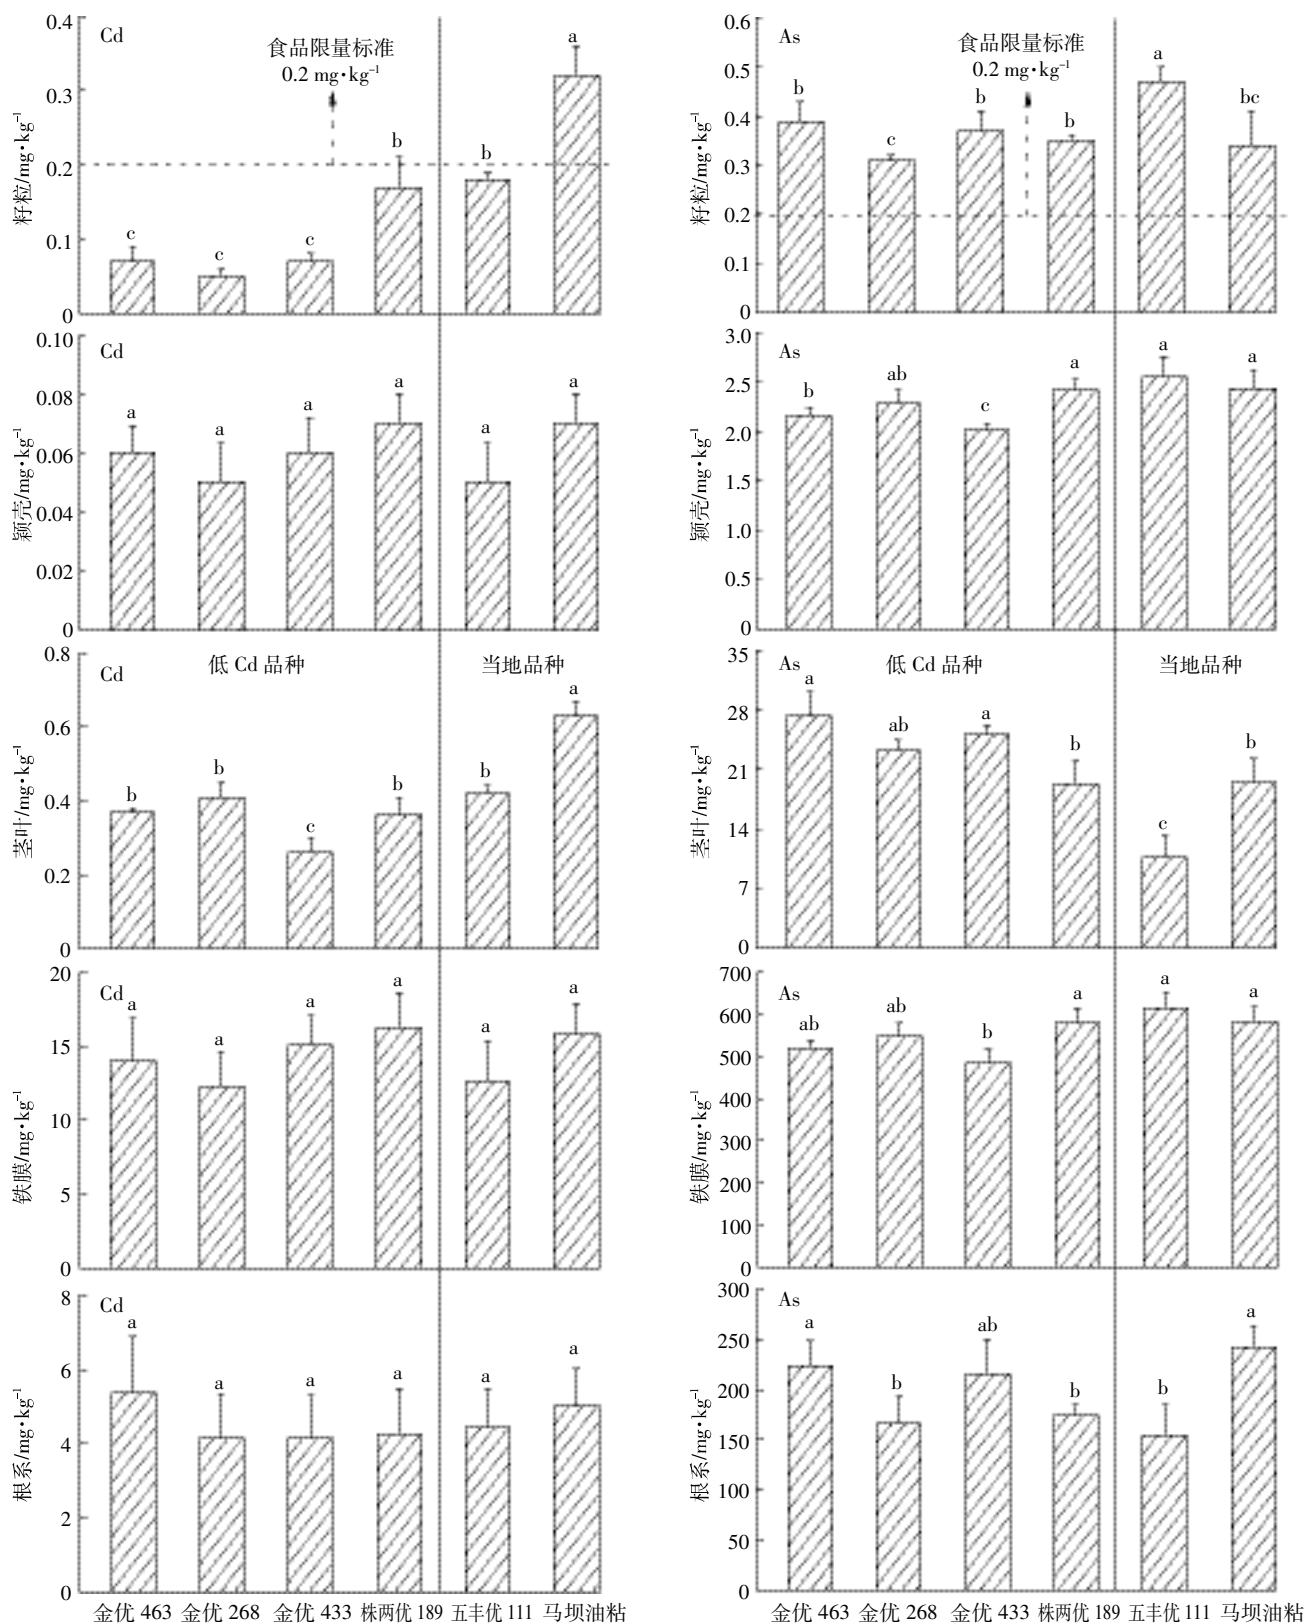 0.4
Cd
食品限量标准
0.2 mg·kg⁻¹
a
0.3
b
b
0.2
c
c
c
0.1
0
籽粒/mg·kg⁻¹
0.6
As
食品限量标准
0.2 mg·kg⁻¹
a
0.5
b
b
b
bc
0.4
c
0.3
0.2
0.1
0
籽粒/mg·kg⁻¹
0.10
Cd
0.08
a
a
a
a
a
a
0.06
0.04
0.02
0
颖壳/mg·kg⁻¹
3.0
As
a
a
a
ab
2.5
b
c
2.0
1.5
1.0
0.5
0
颖壳/mg·kg⁻¹
0.8
Cd
低 Cd 品种
当地品种
a
0.6
b
b
b
b
0.4
c
0.2
0
茎叶/mg·kg⁻¹
35
As
低 Cd 品种
当地品种
a
28
ab
a
b
b
21
14
c
7
0
茎叶/mg·kg⁻¹
20
Cd
a
a
a
a
a
a
15
10
5
0
铁膜/mg·kg⁻¹
700
As
a
a
a
600
ab
ab
b
500
400
300
200
100
0
铁膜/mg·kg⁻¹
8
Cd
a
a
a
a
a
a
6
4
2
0
根系/mg·kg⁻¹
300
As
a
ab
a
250
b
b
b
200
150
100
50
0
根系/mg·kg⁻¹
金优 463 金优 268 金优 433 株两优 189 五丰优 111 马坝油粘
金优 463 金优 268 金优 433 株两优 189 五丰优 111 马坝油粘